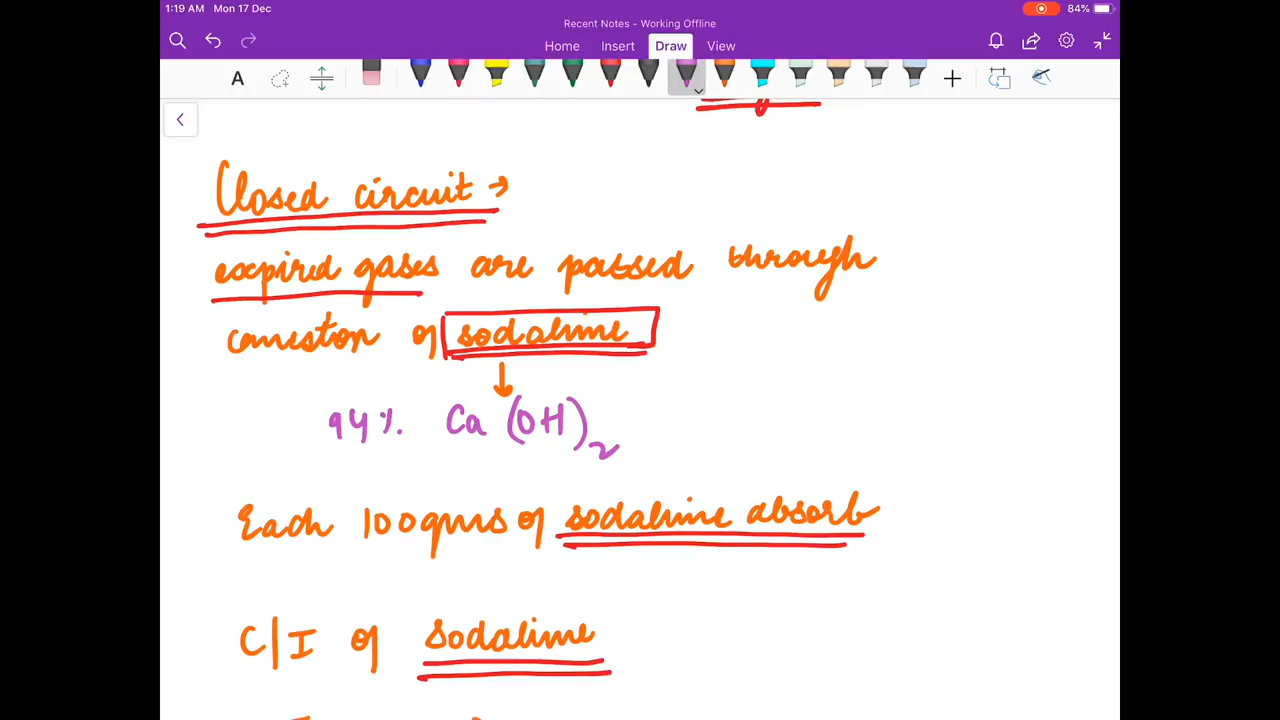 1:19 AM Mon 17 Dec
84%
Recent Notes - Working Offline
Home Insert Draw View
A
Closed circuit →
expired gases are passed through
canestor of sodalime
↓
94% Ca(OH)2
Each 100gms of sodalime absorb
C/I of sodalime